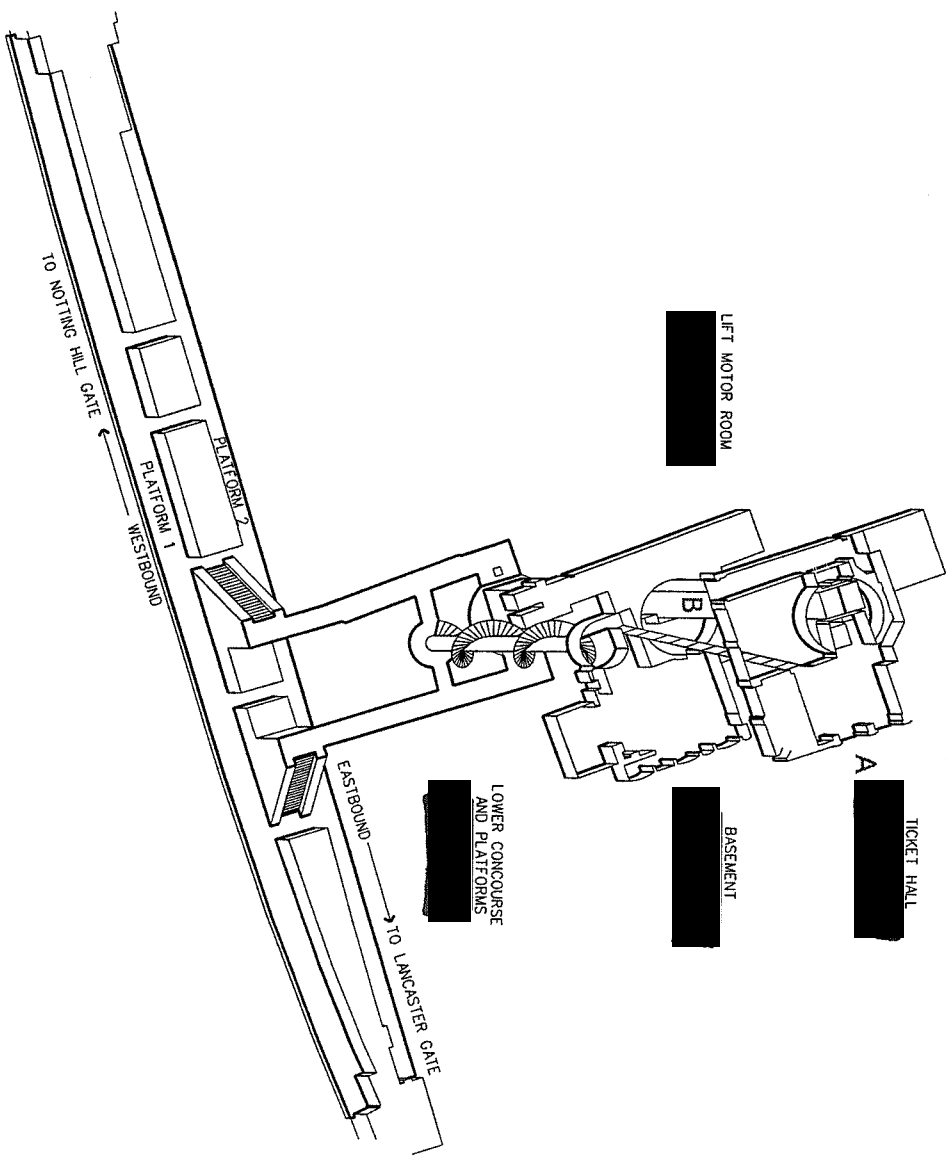 TICKET HALL
A
LIFT MOTOR ROOM
B
BASEMENT
LOWER CONCOURSE
AND PLATFORMS
PLATFORM 2
PLATFORM 1
TO NOTTING HILL GATE
WESTBOUND
EASTBOUND
TO LANCASTER GATE